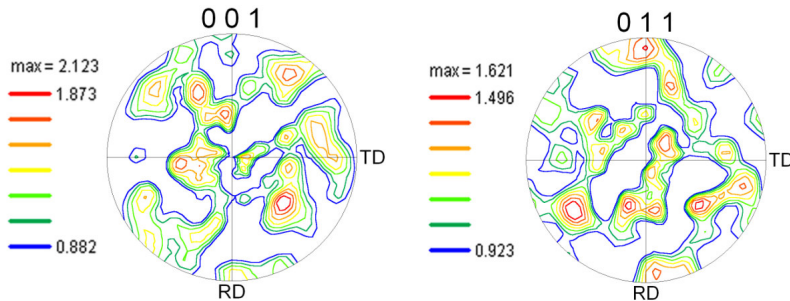 0 0 1
max = 2.123
1.873
0.882
TD
RD
0 1 1
max = 1.621
1.496
0.923
TD
RD